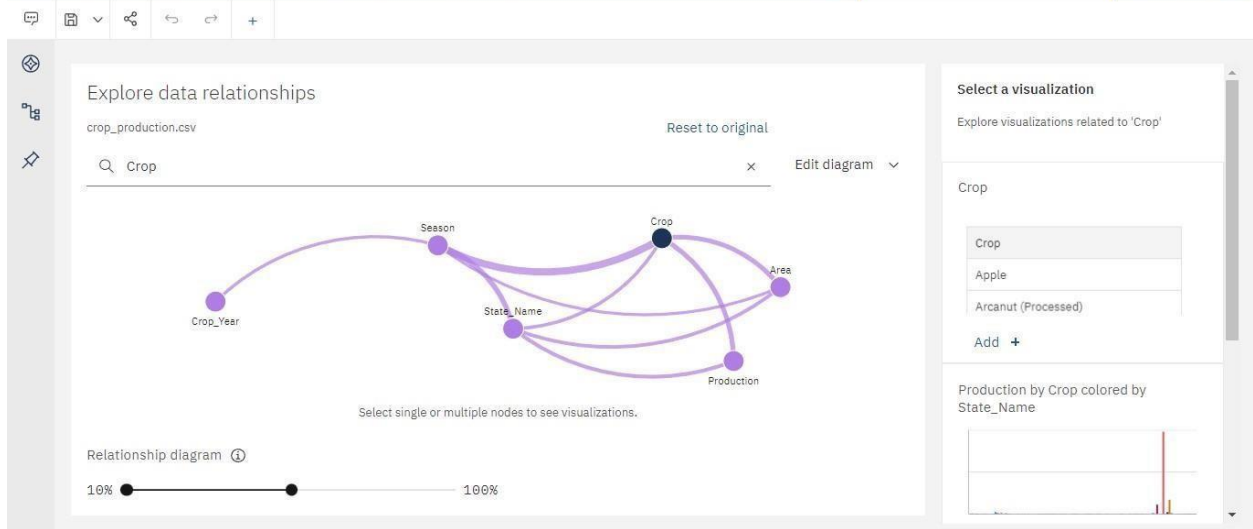 Explore data relationships
crop_production.csv
Reset to original
Crop
Edit diagram
Season
Crop
Area
Crop_Year
State_Name
Production
Select single or multiple nodes to see visualizations.
Relationship diagram
10%
100%
Select a visualization
Explore visualizations related to 'Crop'
Crop
Crop
Apple
Arcanut (Processed)
Add +
Production by Crop colored by
State_Name